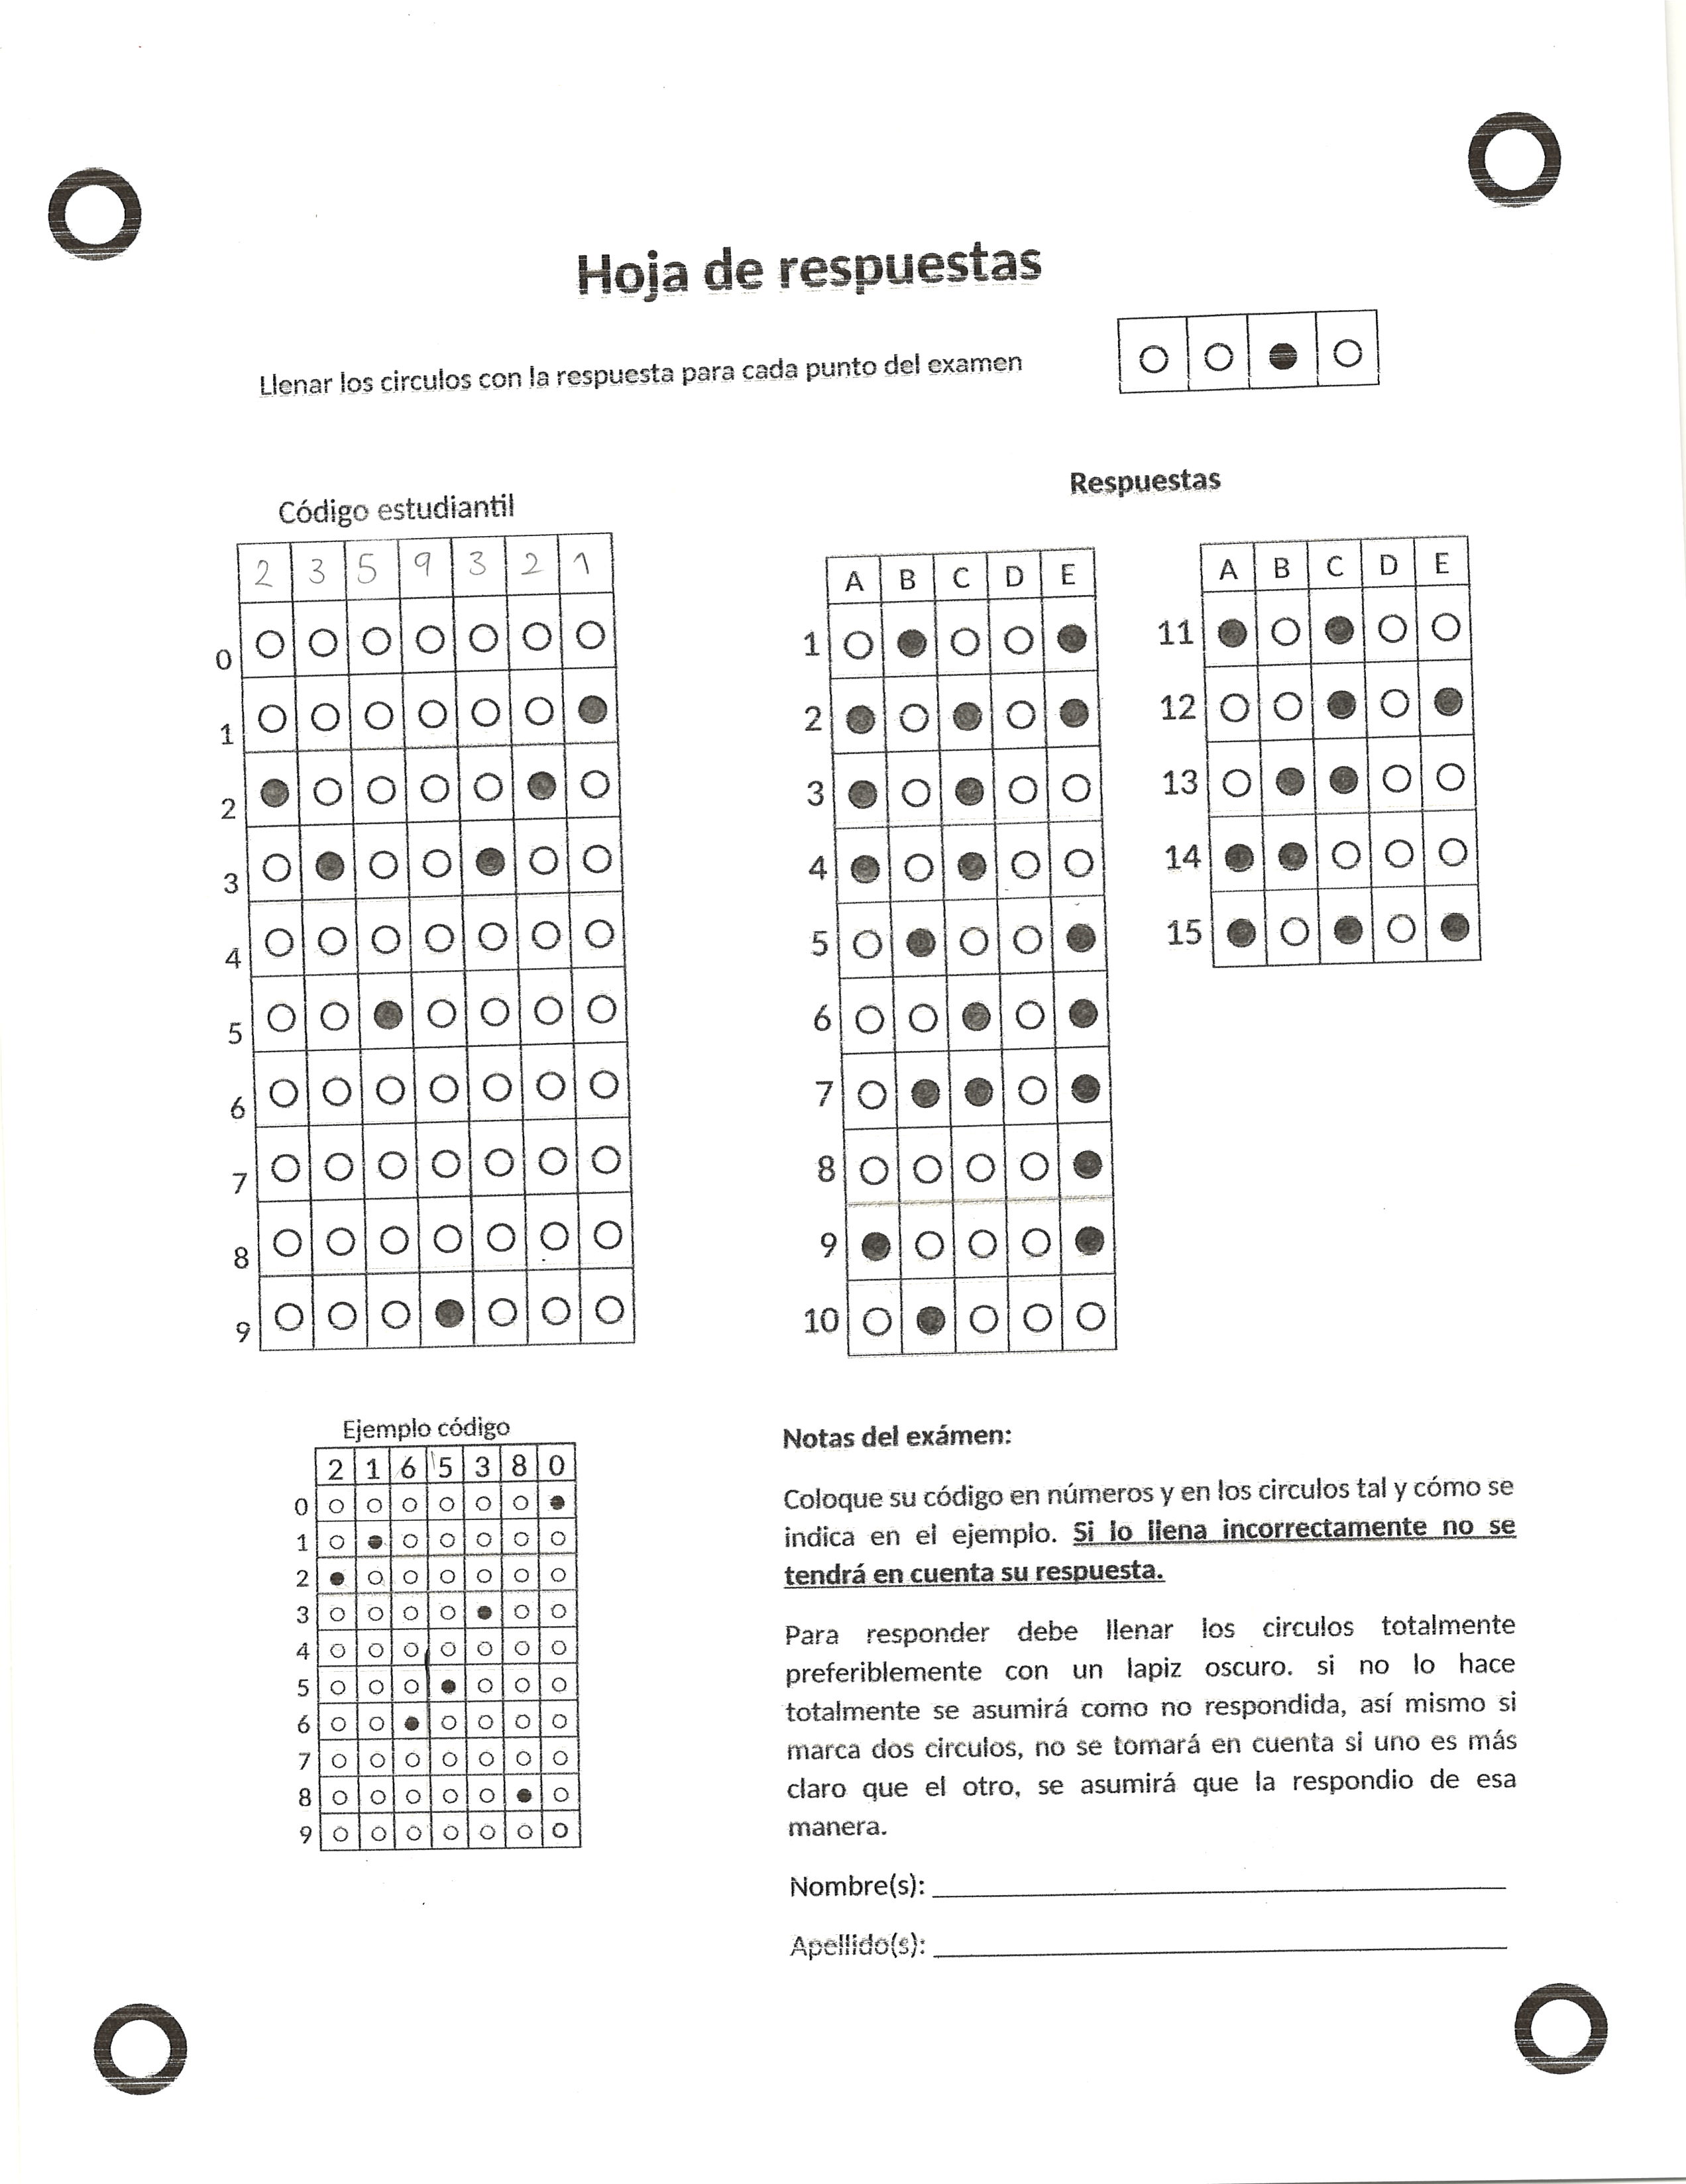 Hoja de respuestas
Llenar los circulos con la respuesta para cada punto del examen
Código estudiantil
2 3 5 9 3 2 1
0
1
2
3
4
5
6
7
8
9
Respuestas
A B C D E
1
2
3
4
5
6
7
8
9
10
A B C D E
11
12
13
14
15
Ejemplo código
2 1 6 5 3 8 0
0
1
2
3
4
5
6
7
8
9
Notas del exámen:
Coloque su código en números y en los circulos tal y cómo se
indica en el ejemplo. Si lo llena incorrectamente no se
tendrá en cuenta su respuesta.
Para responder debe llenar los circulos totalmente
preferiblemente con un lapiz oscuro. si no lo hace
totalmente se asumirá como no respondida, así mismo si
marca dos circulos, no se tomará en cuenta si uno es más
claro que el otro, se asumirá que la respondio de esa
manera.
Nombre(s):
Apellido(s):